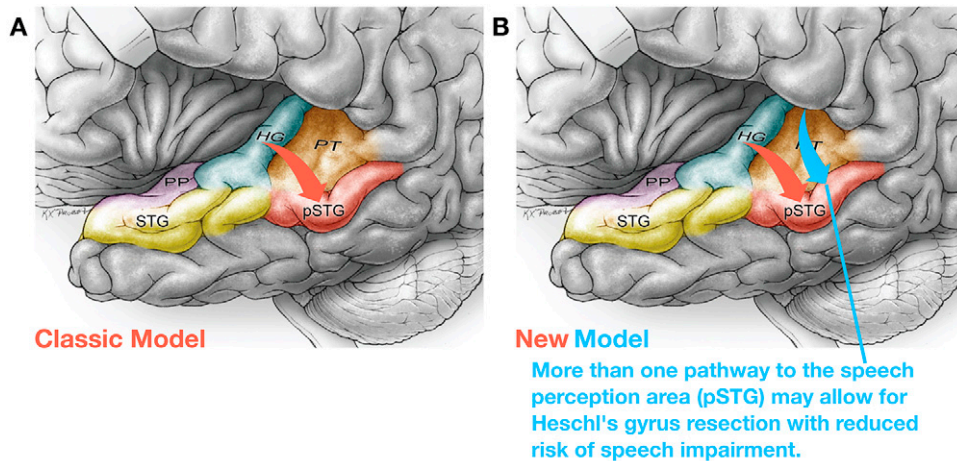 A
HG
PT
PP
STG
pSTG
Classic Model
B
HG
PP
STG
pSTG
New Model
More than one pathway to the speech
perception area (pSTG) may allow for
Heschl's gyrus resection with reduced
risk of speech impairment.